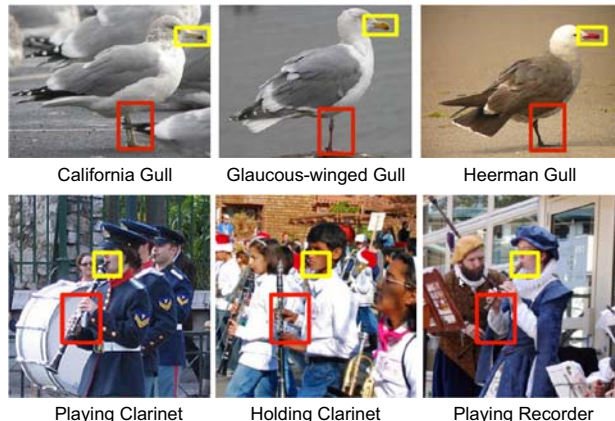 California Gull
Glaucous-winged Gull
Heerman Gull
Playing Clarinet
Holding Clarinet
Playing Recorder